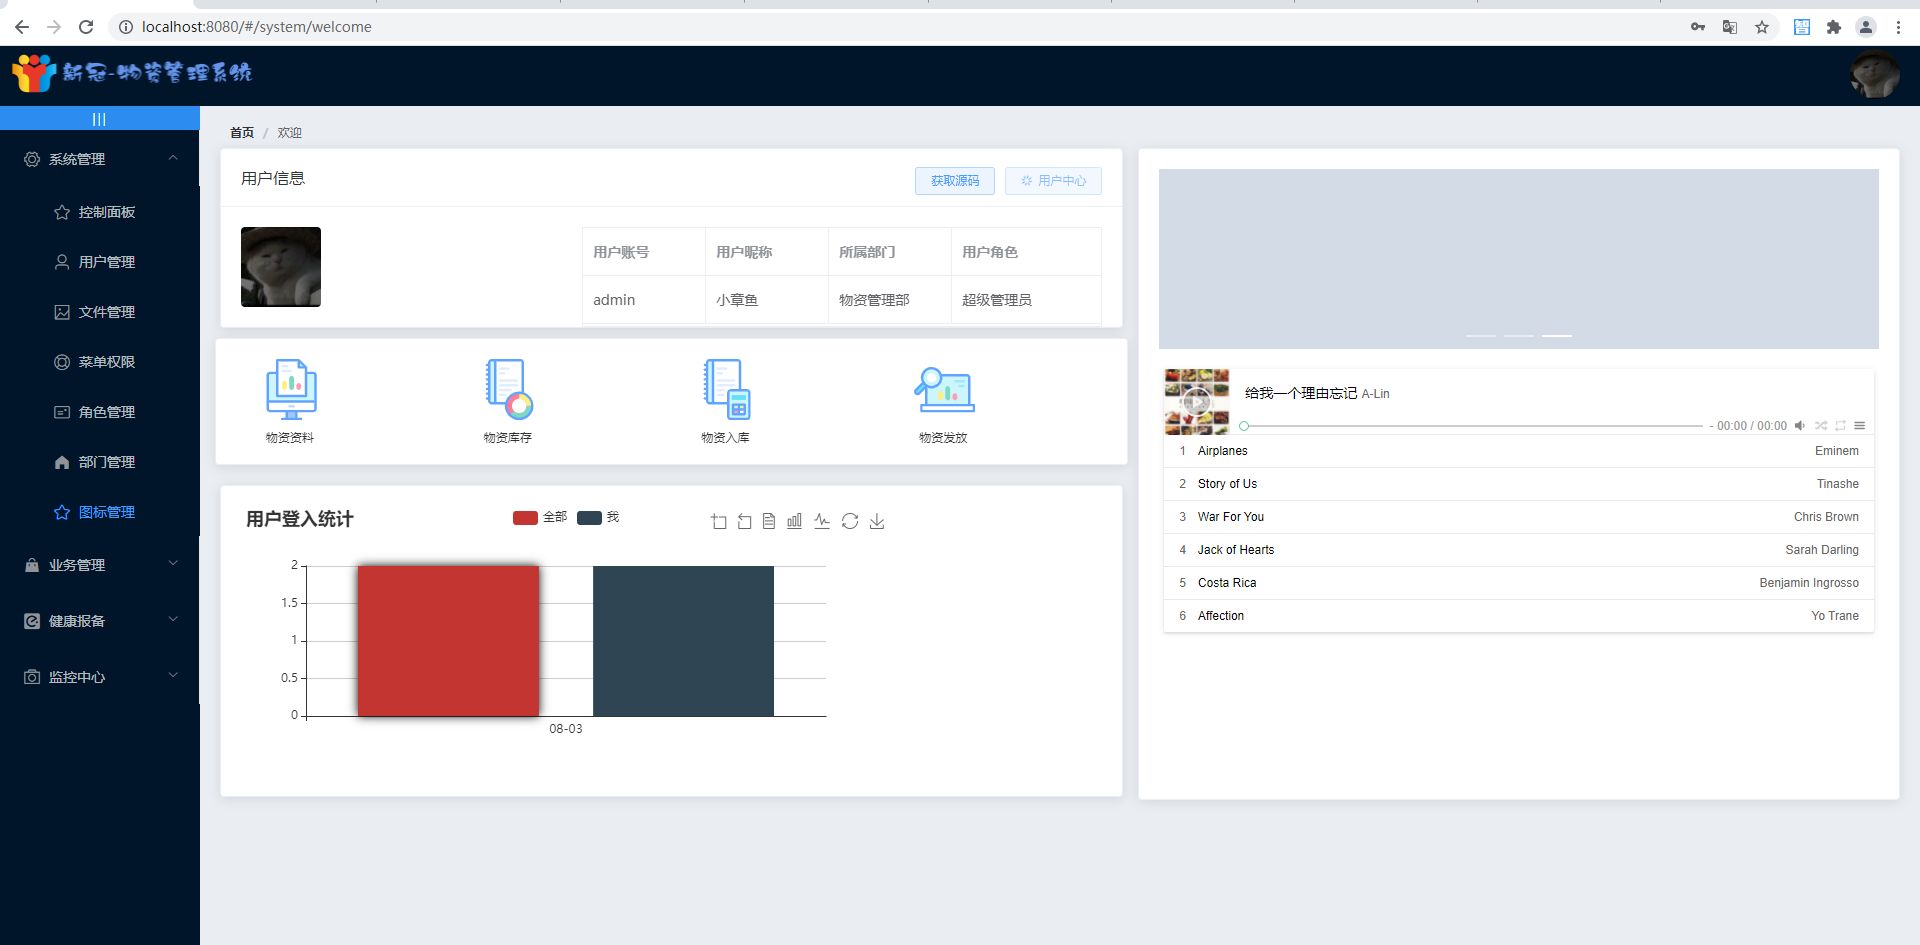 localhost:8080/#/system/welcome
新冠-物资管理系统
|||
系统管理
控制面板
用户管理
文件管理
菜单权限
角色管理
部门管理
图标管理
业务管理
健康报备
监控中心
首页 / 欢迎
用户信息
获取源码 用户中心
用户账号 用户昵称 所属部门 用户角色
admin 小章鱼 物资管理部 超级管理员
物资资料 物资库存 物资入库 物资发放
用户登入统计
全部 我
2
1.5
1
0.5
0
08-03
给我一个理由忘记 A-Lin
- 00:00 / 00:00
1 Airplanes Eminem
2 Story of Us Tinashe
3 War For You Chris Brown
4 Jack of Hearts Sarah Darling
5 Costa Rica Benjamin Ingrosso
6 Affection Yo Trane